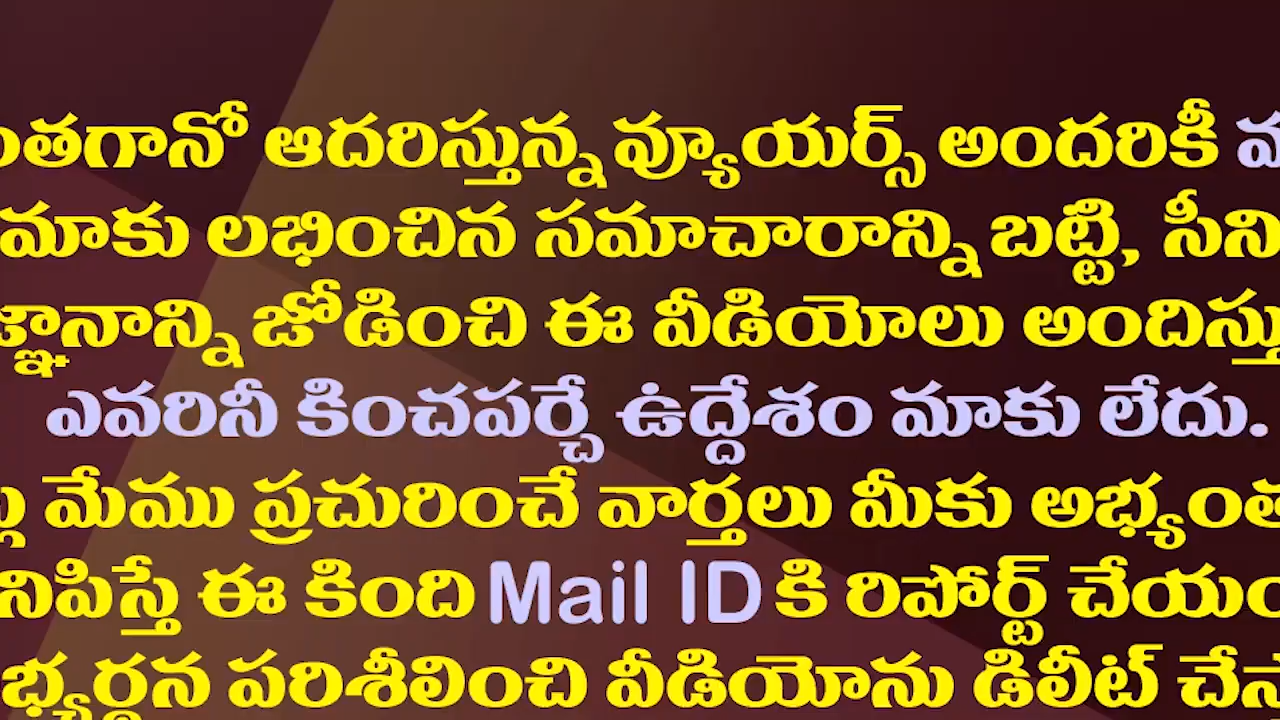 ఆదరిస్తున్న వ్యూయర్స్ అందరికీ
మాకు లభించిన సమాచారాన్ని బట్టి,
జోడించి ఈ వీడియోలు
ఎవరినీ కించపర్చే ఉద్దేశం మాకు లేదు.
మేము ప్రచురించే వార్తలు మీకు
ఈ కింది Mail ID కి రిపోర్ట్
పరిశీలించి వీడియోను డిలీట్